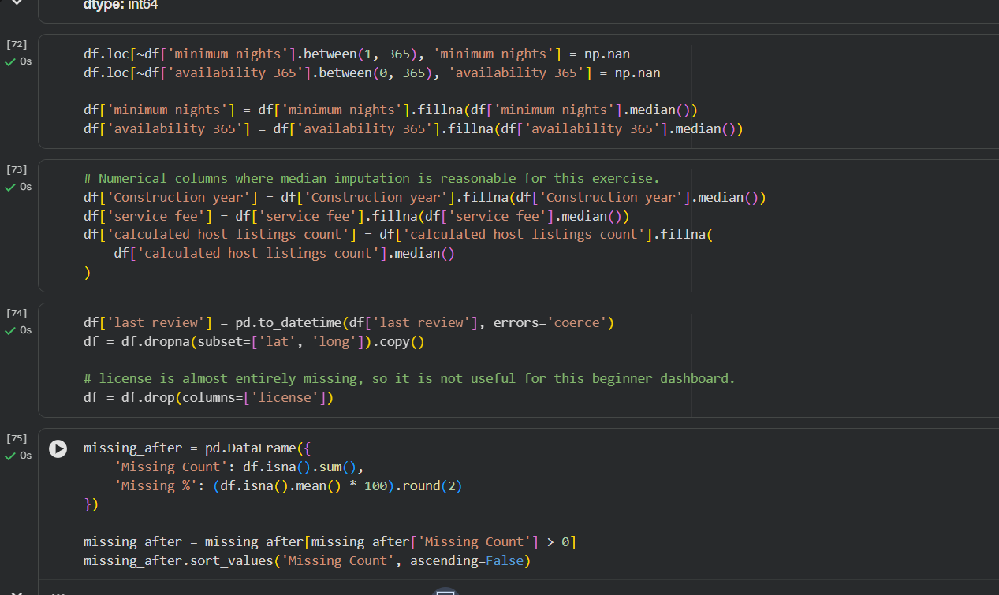 dtype: int64
[72]
0s
df.loc[~df['minimum nights'].between(1, 365), 'minimum nights'] = np.nan
df.loc[~df['availability 365'].between(0, 365), 'availability 365'] = np.nan
df['minimum nights'] = df['minimum nights'].fillna(df['minimum nights'].median())
df['availability 365'] = df['availability 365'].fillna(df['availability 365'].median())
[73]
0s
# Numerical columns where median imputation is reasonable for this exercise.
df['Construction year'] = df['Construction year'].fillna(df['Construction year'].median())
df['service fee'] = df['service fee'].fillna(df['service fee'].median())
df['calculated host listings count'] = df['calculated host listings count'].fillna(
    df['calculated host listings count'].median()
)
[74]
0s
df['last review'] = pd.to_datetime(df['last review'], errors='coerce')
df = df.dropna(subset=['lat', 'long']).copy()
# license is almost entirely missing, so it is not useful for this beginner dashboard.
df = df.drop(columns=['license'])
[75]
0s
missing_after = pd.DataFrame({
    'Missing Count': df.isna().sum(),
    'Missing %': (df.isna().mean() * 100).round(2)
})
missing_after = missing_after[missing_after['Missing Count'] > 0]
missing_after.sort_values('Missing Count', ascending=False)